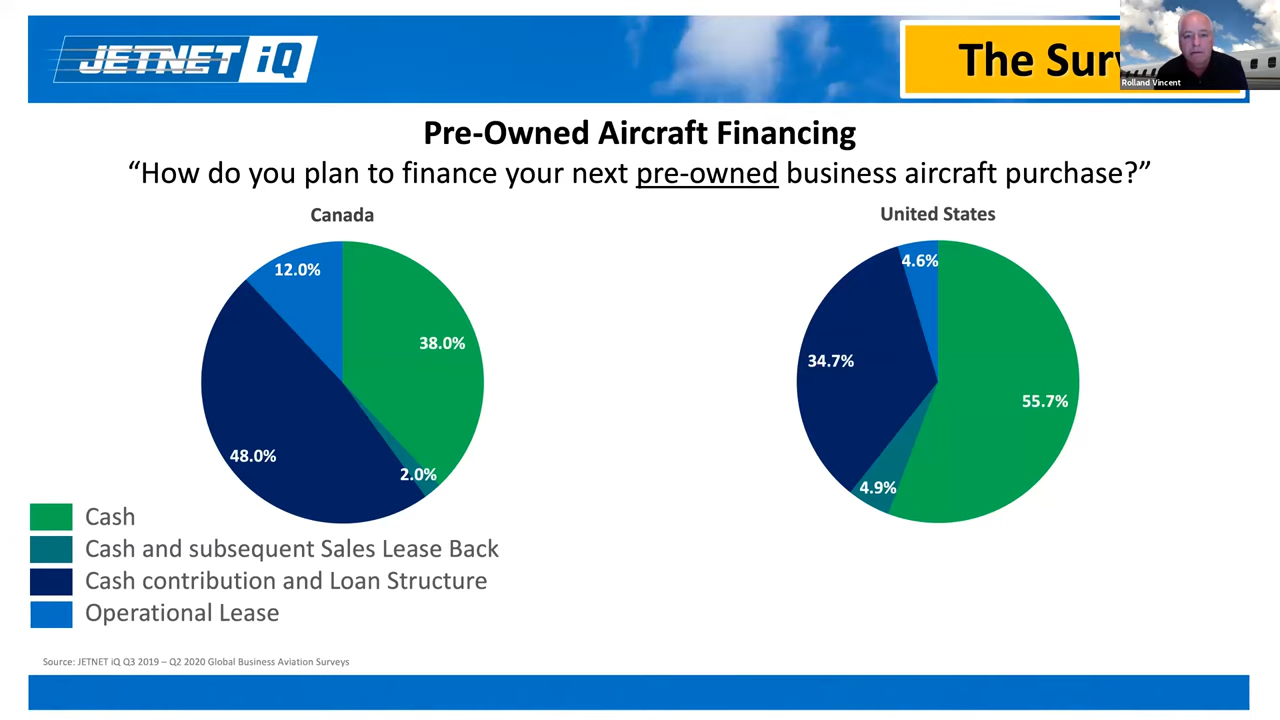 JETNET iQ
The Sur
Rolland Vincent
Pre-Owned Aircraft Financing
“How do you plan to finance your next pre-owned business aircraft purchase?”
Canada
12.0%
38.0%
48.0%
2.0%
United States
4.6%
34.7%
55.7%
4.9%
Cash
Cash and subsequent Sales Lease Back
Cash contribution and Loan Structure
Operational Lease
Source: JETNET iQ Q3 2019 – Q2 2020 Global Business Aviation Surveys